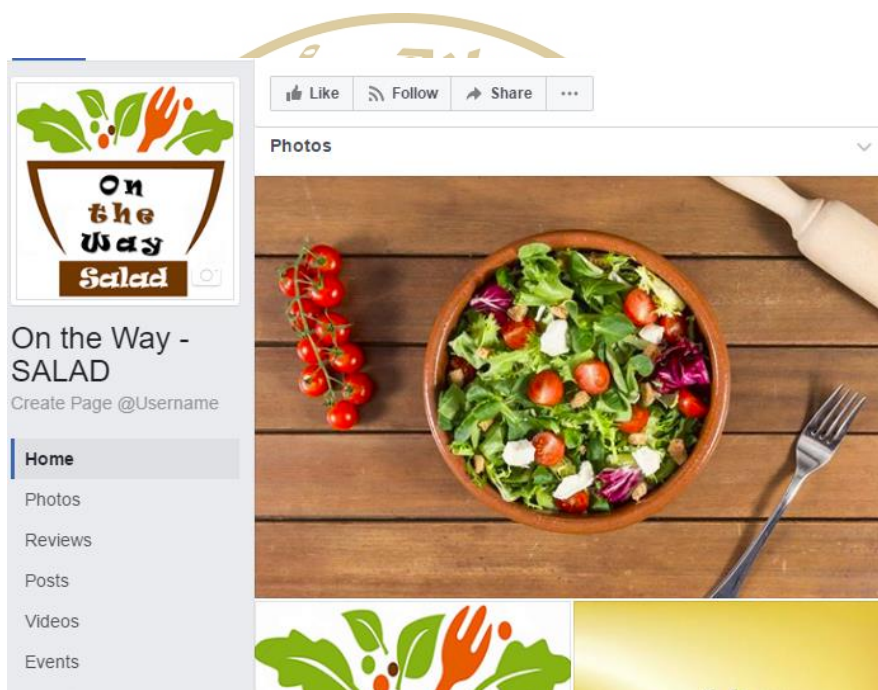 On
the
Way
Salad
On the Way -
SALAD
Create Page @Username
Home
Photos
Reviews
Posts
Videos
Events
Like
Follow
Share
Photos